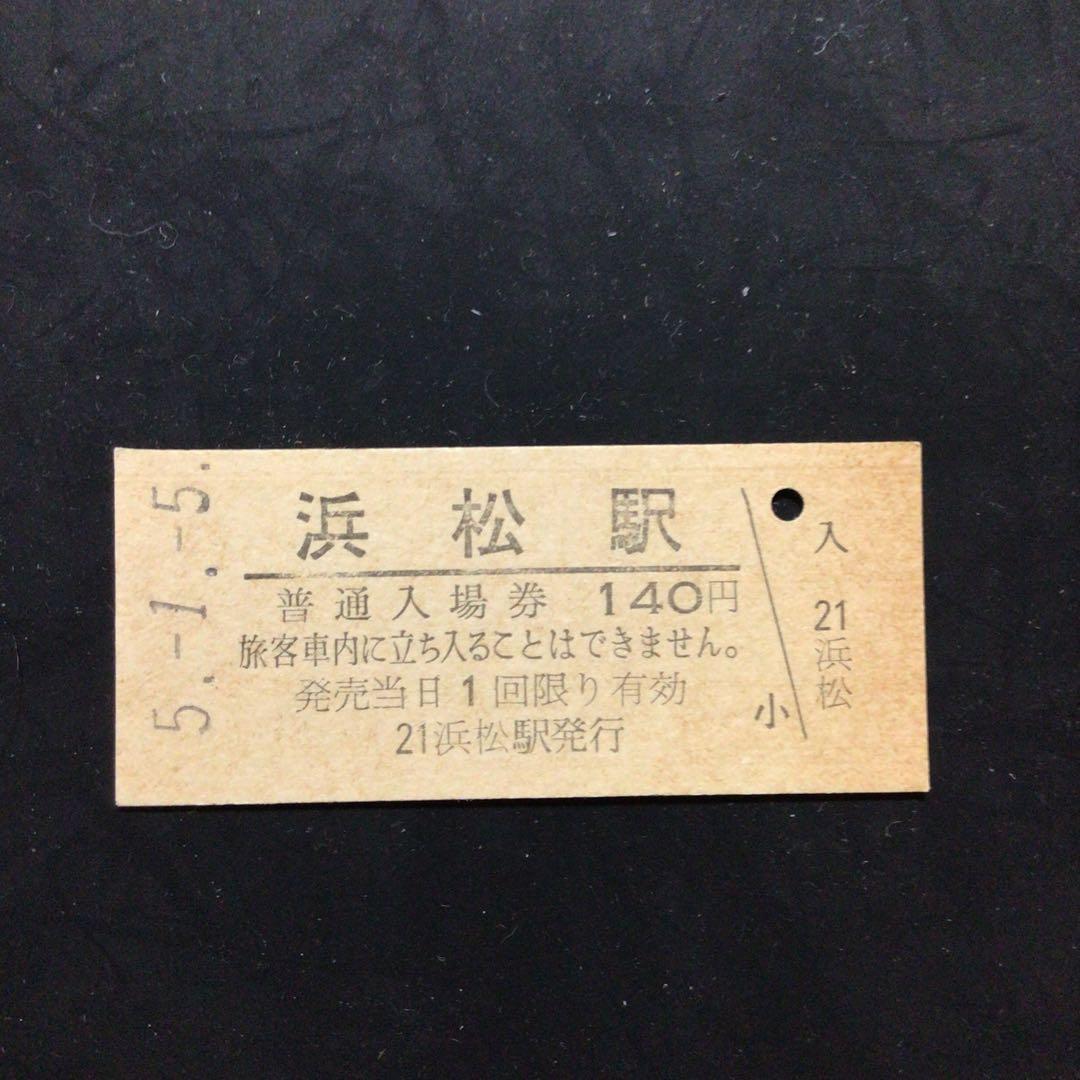 5.-1.-5.
浜松駅
普通入場券 140円
旅客車内に立ち入ることはできません。
発売当日1回限り有効
21浜松駅発行
小
入
21
浜松